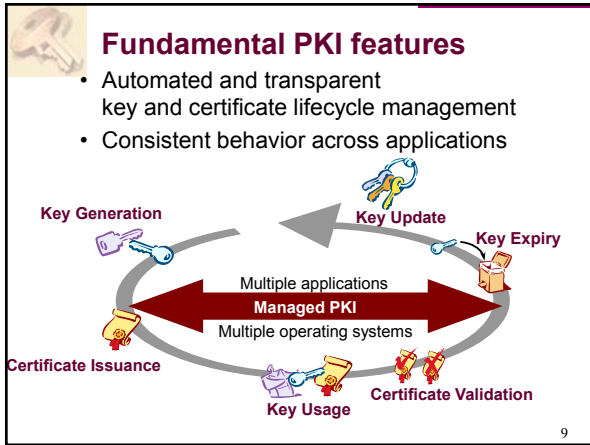 Fundamental PKI features
• Automated and transparent
key and certificate lifecycle management
• Consistent behavior across applications
Key Generation
Key Update
Key Expiry
Multiple applications
Managed PKI
Multiple operating systems
Certificate Issuance
Key Usage
Certificate Validation
9